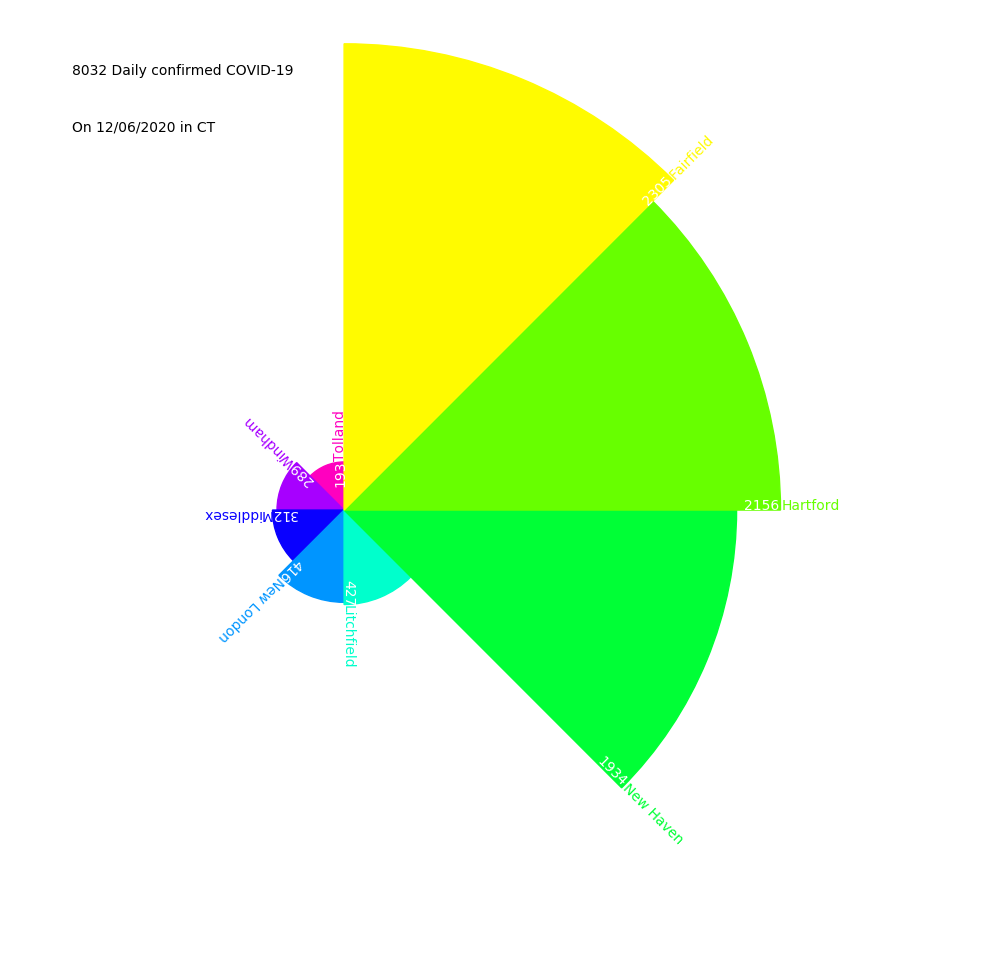 8032 Daily confirmed COVID-19
On 12/06/2020 in CT
2305 Fairfield
2156 Hartford
1934 New Haven
427 Litchfield
416 New London
312 Middlesex
289 Windham
193 Tolland